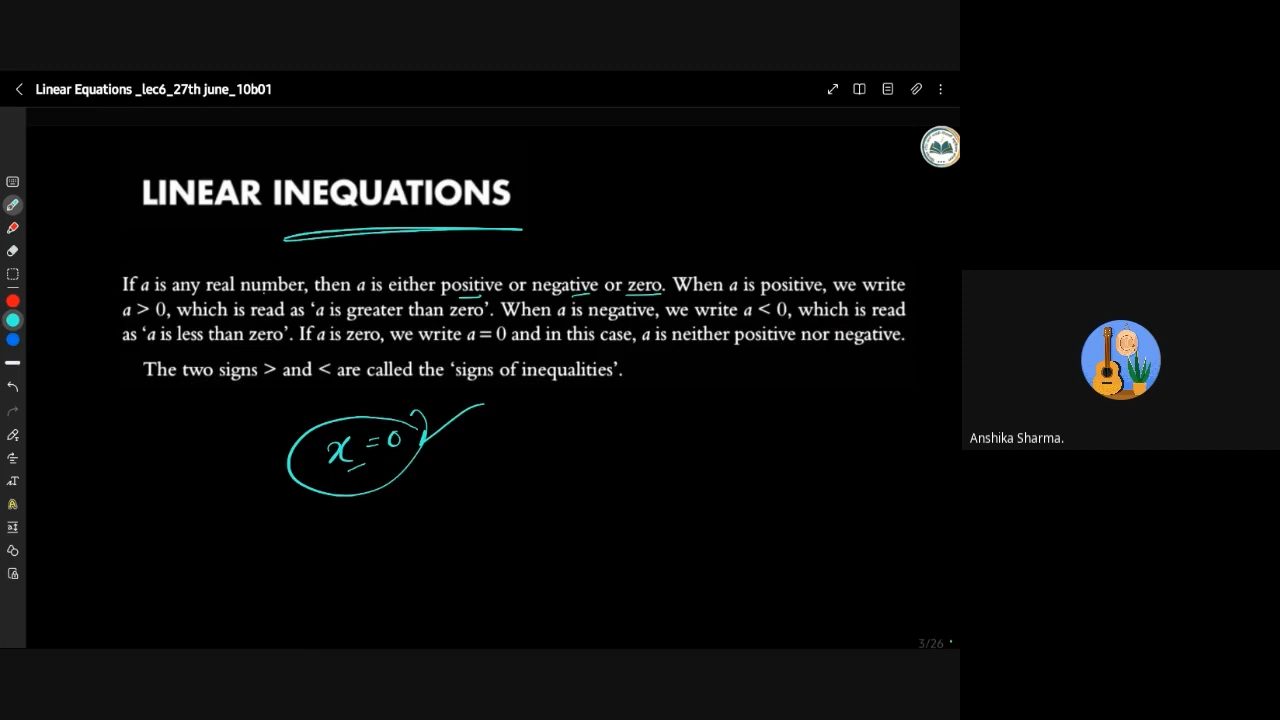 Linear Equations _lec6_27th june_10b01
LINEAR INEQUATIONS
If a is any real number, then a is either positive or negative or zero. When a is positive, we write
a > 0, which is read as ‘a is greater than zero’. When a is negative, we write a < 0, which is read
as ‘a is less than zero’. If a is zero, we write a = 0 and in this case, a is neither positive nor negative.
The two signs > and < are called the ‘signs of inequalities’.
x = 0
Anshika Sharma.
3/26